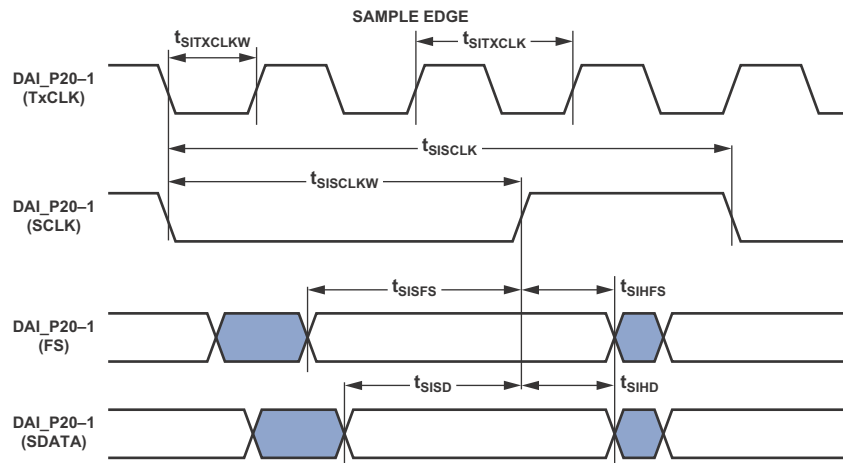 SAMPLE EDGE
tSITXCLKW
tSITXCLK
DAI_P20–1
(TxCLK)
tSISCLK
tSISCLKW
DAI_P20–1
(SCLK)
tSISFS
tSIHFS
DAI_P20–1
(FS)
tSISD
tSIHD
DAI_P20–1
(SDATA)